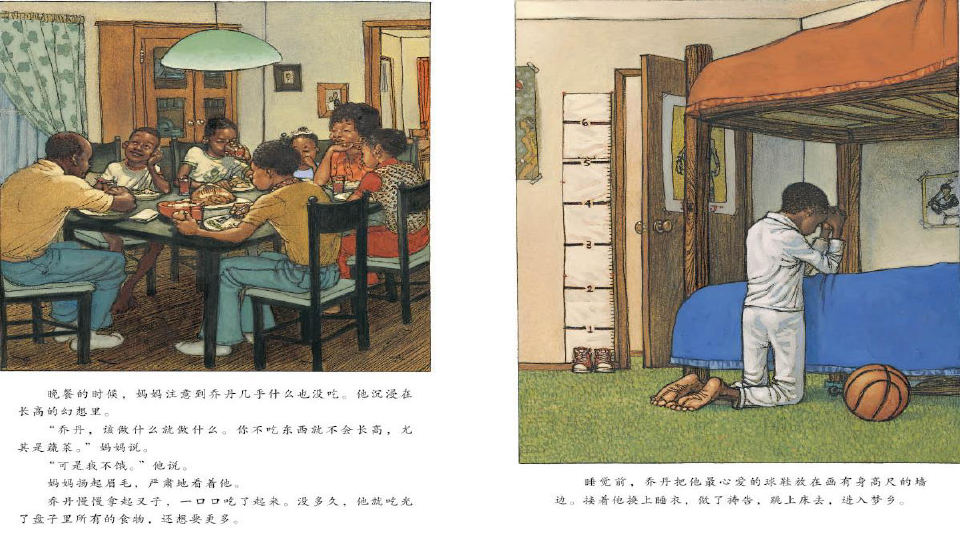 晚餐的时候，妈妈注意到乔丹几乎什么也没吃。他沉浸在
长高的幻想里。
“乔丹，该做什么就做什么。你不吃东西就不会长高，尤
其是蔬菜。”妈妈说。
“可是我不饿。”他说。
妈妈扬起眉毛，严肃地看着他。
乔丹慢慢拿起叉子，一口口吃了起来。没多久，他就吃光
了盘子里所有的食物，还想要更多。
6
5
4
3
2
1
睡觉前，乔丹把他最心爱的球鞋放在画有身高尺的墙
边。接着他换上睡衣，做了祷告，跳上床去，进入梦乡。